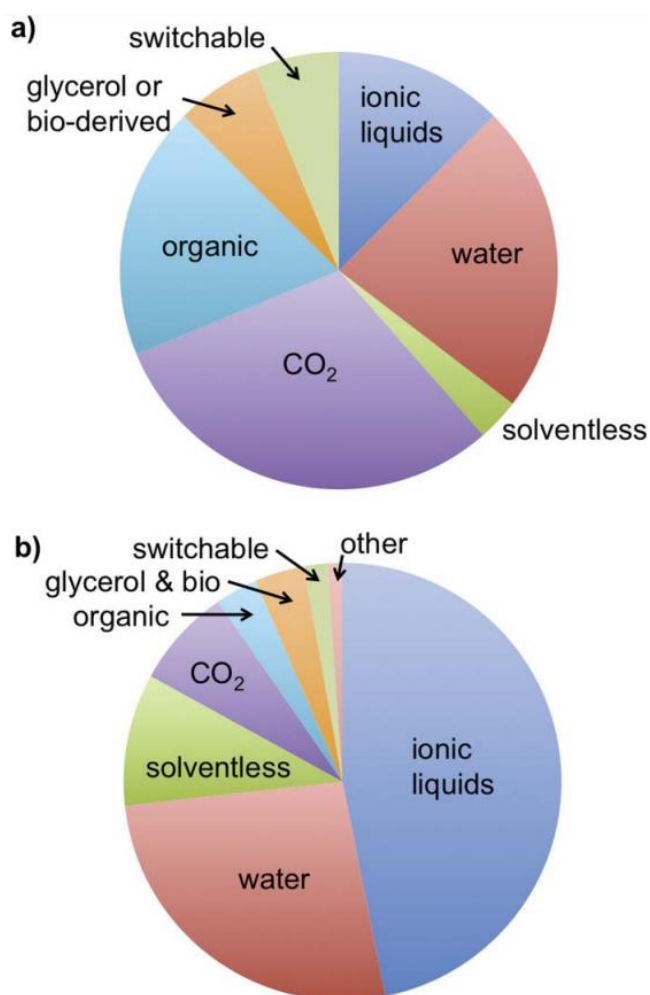 a)
switchable
glycerol or
bio-derived
ionic
liquids
organic
water
CO₂
solventless
b)
switchable
other
glycerol & bio
organic
CO₂
ionic
liquids
solventless
water